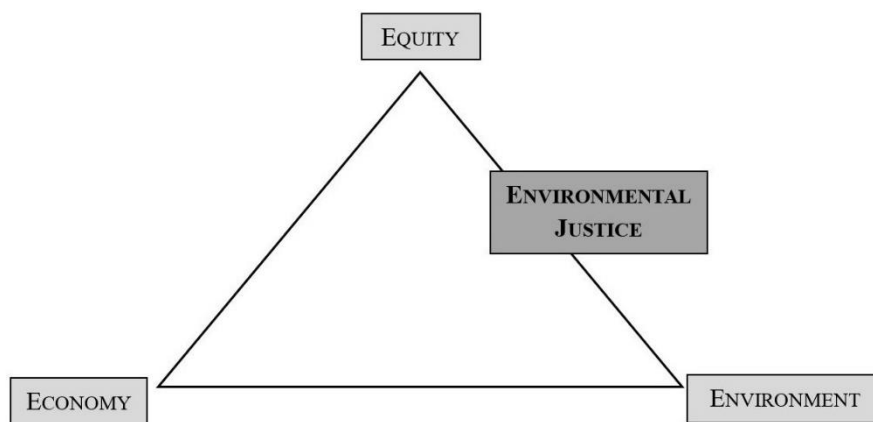 EQUITY
ENVIRONMENTAL
JUSTICE
ECONOMY
ENVIRONMENT